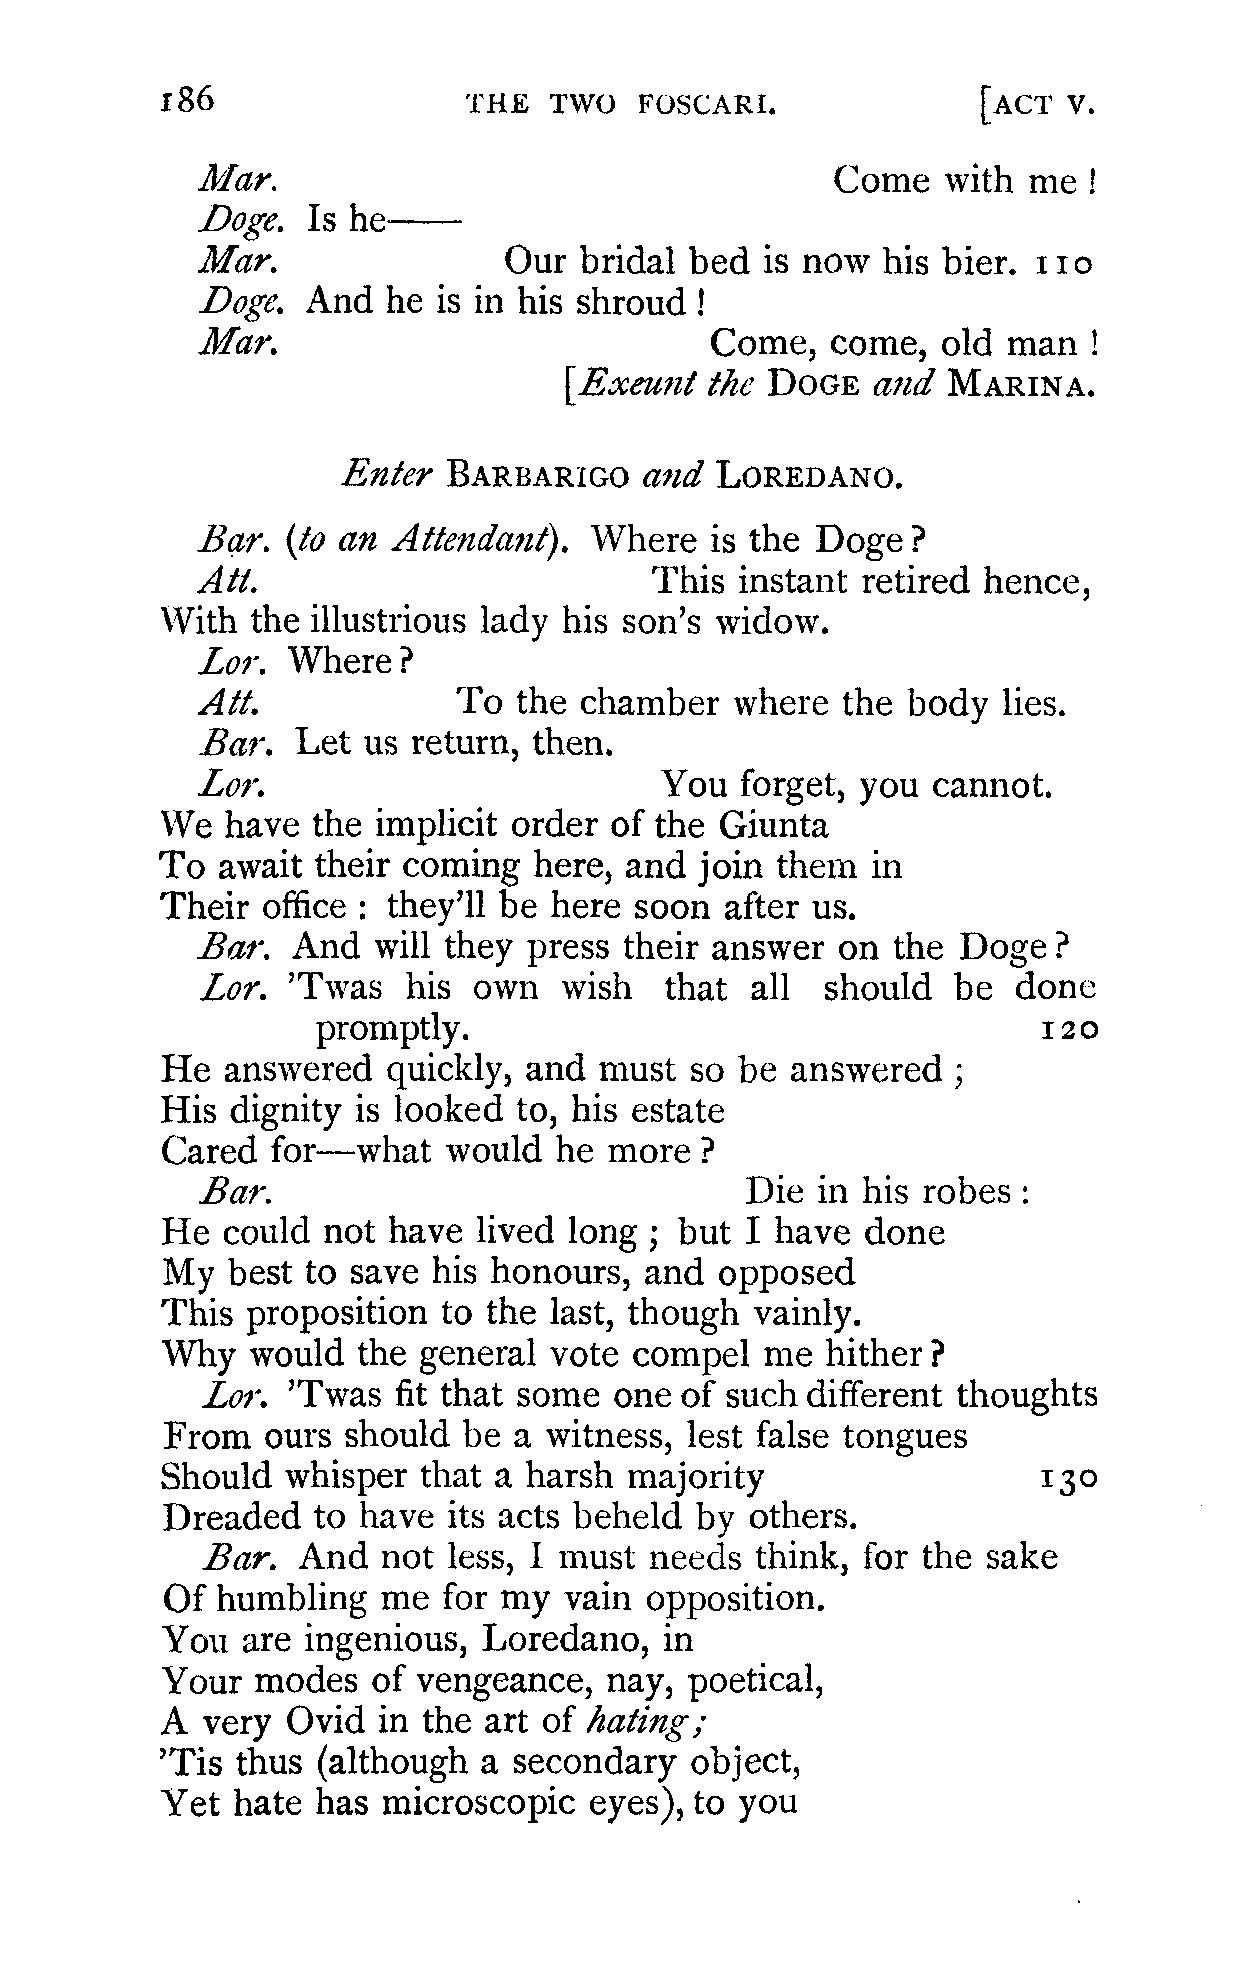 186 THE TWO FOSCARI. [ACT V.
Mar. Come with me !
Doge. Is he——
Mar. Our bridal bed is now his bier. 110
Doge. And he is in his shroud !
Mar. Come, come, old man !
[Exeunt the DOGE and MARINA.
Enter BARBARIGO and LOREDANO.
Bar. (to an Attendant). Where is the Doge?
Att. This instant retired hence,
With the illustrious lady his son's widow.
Lor. Where?
Att. To the chamber where the body lies.
Bar. Let us return, then.
Lor. You forget, you cannot.
We have the implicit order of the Giunta
To await their coming here, and join them in
Their office : they'll be here soon after us.
Bar. And will they press their answer on the Doge?
Lor. 'Twas his own wish that all should be done
promptly. 120
He answered quickly, and must so be answered ;
His dignity is looked to, his estate
Cared for—what would he more ?
Bar. Die in his robes :
He could not have lived long ; but I have done
My best to save his honours, and opposed
This proposition to the last, though vainly.
Why would the general vote compel me hither?
Lor. 'Twas fit that some one of such different thoughts
From ours should be a witness, lest false tongues
Should whisper that a harsh majority 130
Dreaded to have its acts beheld by others.
Bar. And not less, I must needs think, for the sake
Of humbling me for my vain opposition.
You are ingenious, Loredano, in
Your modes of vengeance, nay, poetical,
A very Ovid in the art of hating;
'Tis thus (although a secondary object,
Yet hate has microscopic eyes), to you